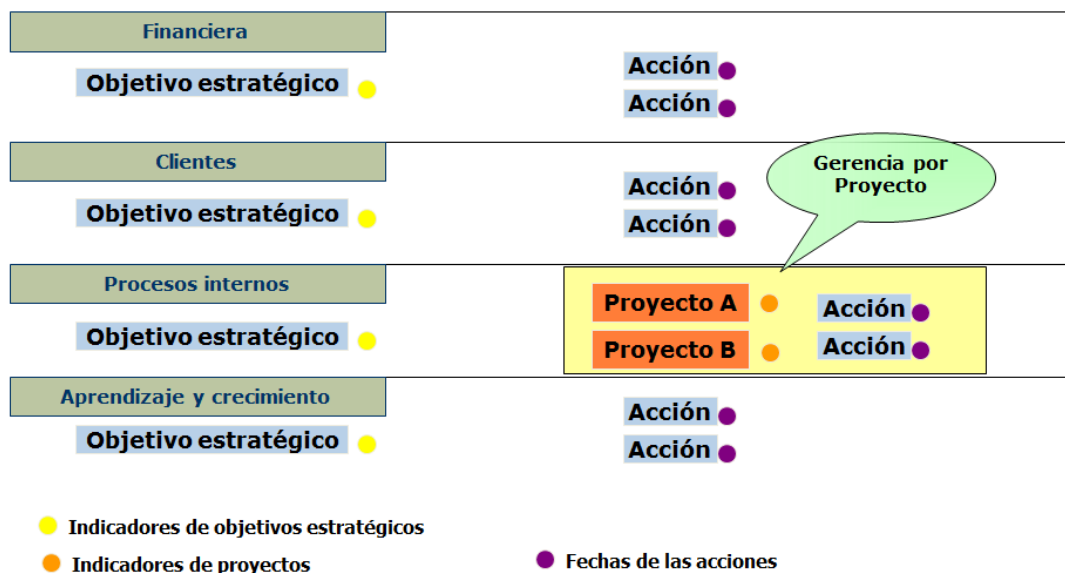 Financiera
Objetivo estratégico
Acción
Acción
Clientes
Objetivo estratégico
Acción
Acción
Gerencia por
Proyecto
Procesos internos
Objetivo estratégico
Proyecto A
Acción
Proyecto B
Acción
Aprendizaje y crecimiento
Objetivo estratégico
Acción
Acción
Indicadores de objetivos estratégicos
Indicadores de proyectos
Fechas de las acciones